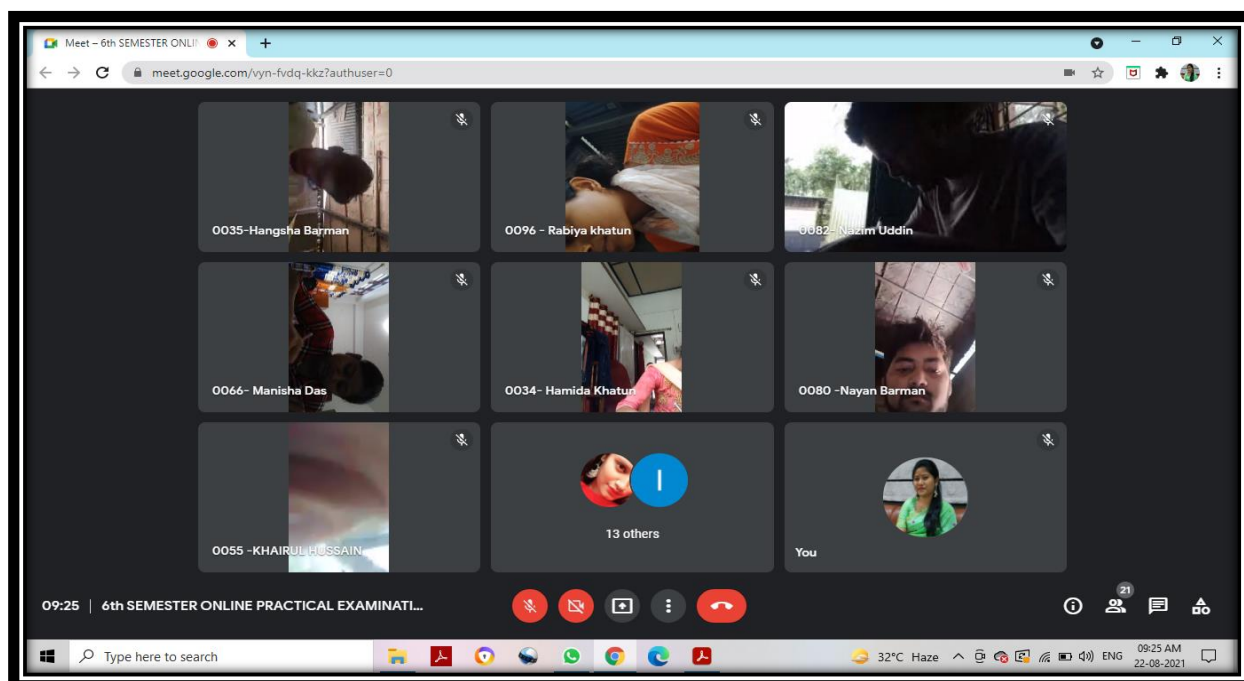 Meet – 6th SEMESTER ONLIN
meet.google.com/vyn-fvdq-kkz?authuser=0
0035-Hangsha Barman
0096 - Rabiya khatun
0082- Nazim Uddin
0066- Manisha Das
0034- Hamida Khatun
0080 -Nayan Barman
0055 -KHAIRUL HUSSAIN
I
13 others
You
09:25 | 6th SEMESTER ONLINE PRACTICAL EXAMINATI...
21
Type here to search
32°C Haze
ENG
09:25 AM
22-08-2021